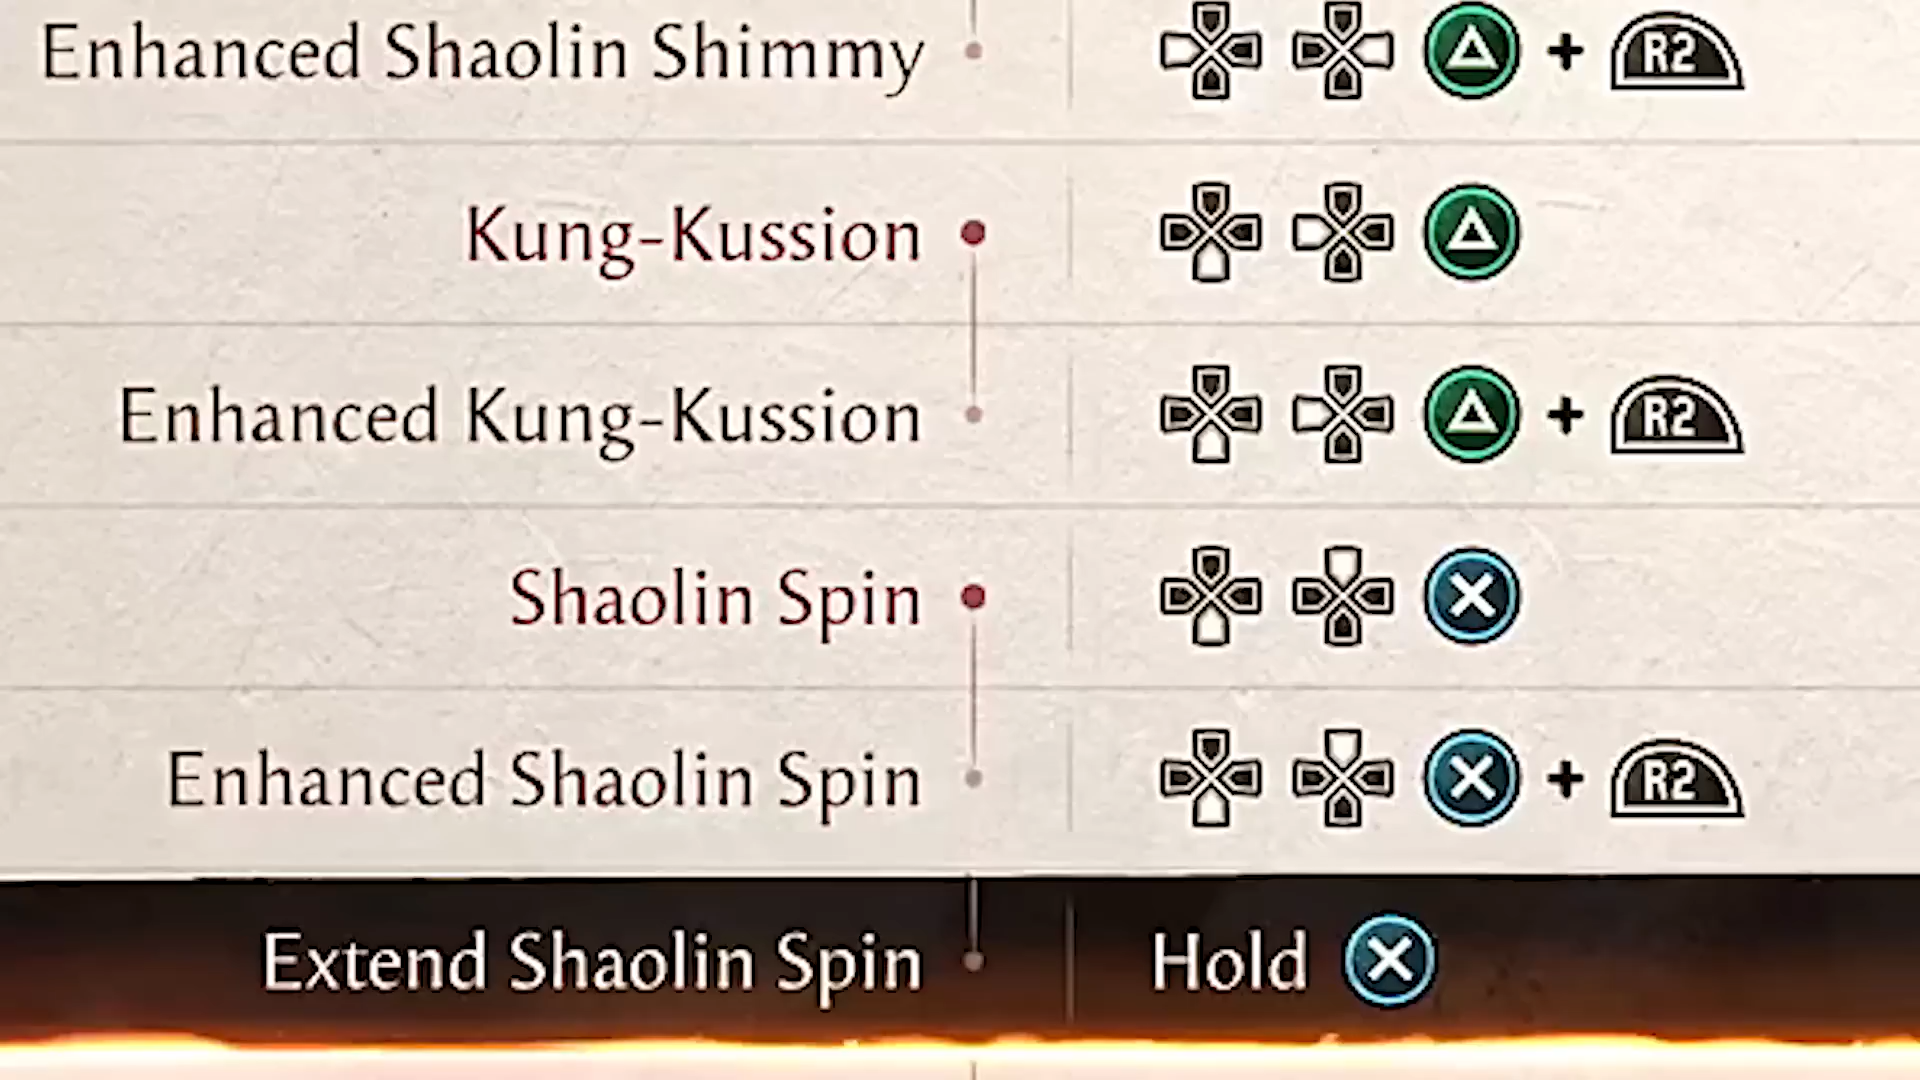 Enhanced Shaolin Shimmy + R2
Kung-Kussion
Enhanced Kung-Kussion + R2
Shaolin Spin
Enhanced Shaolin Spin + R2
Extend Shaolin Spin Hold